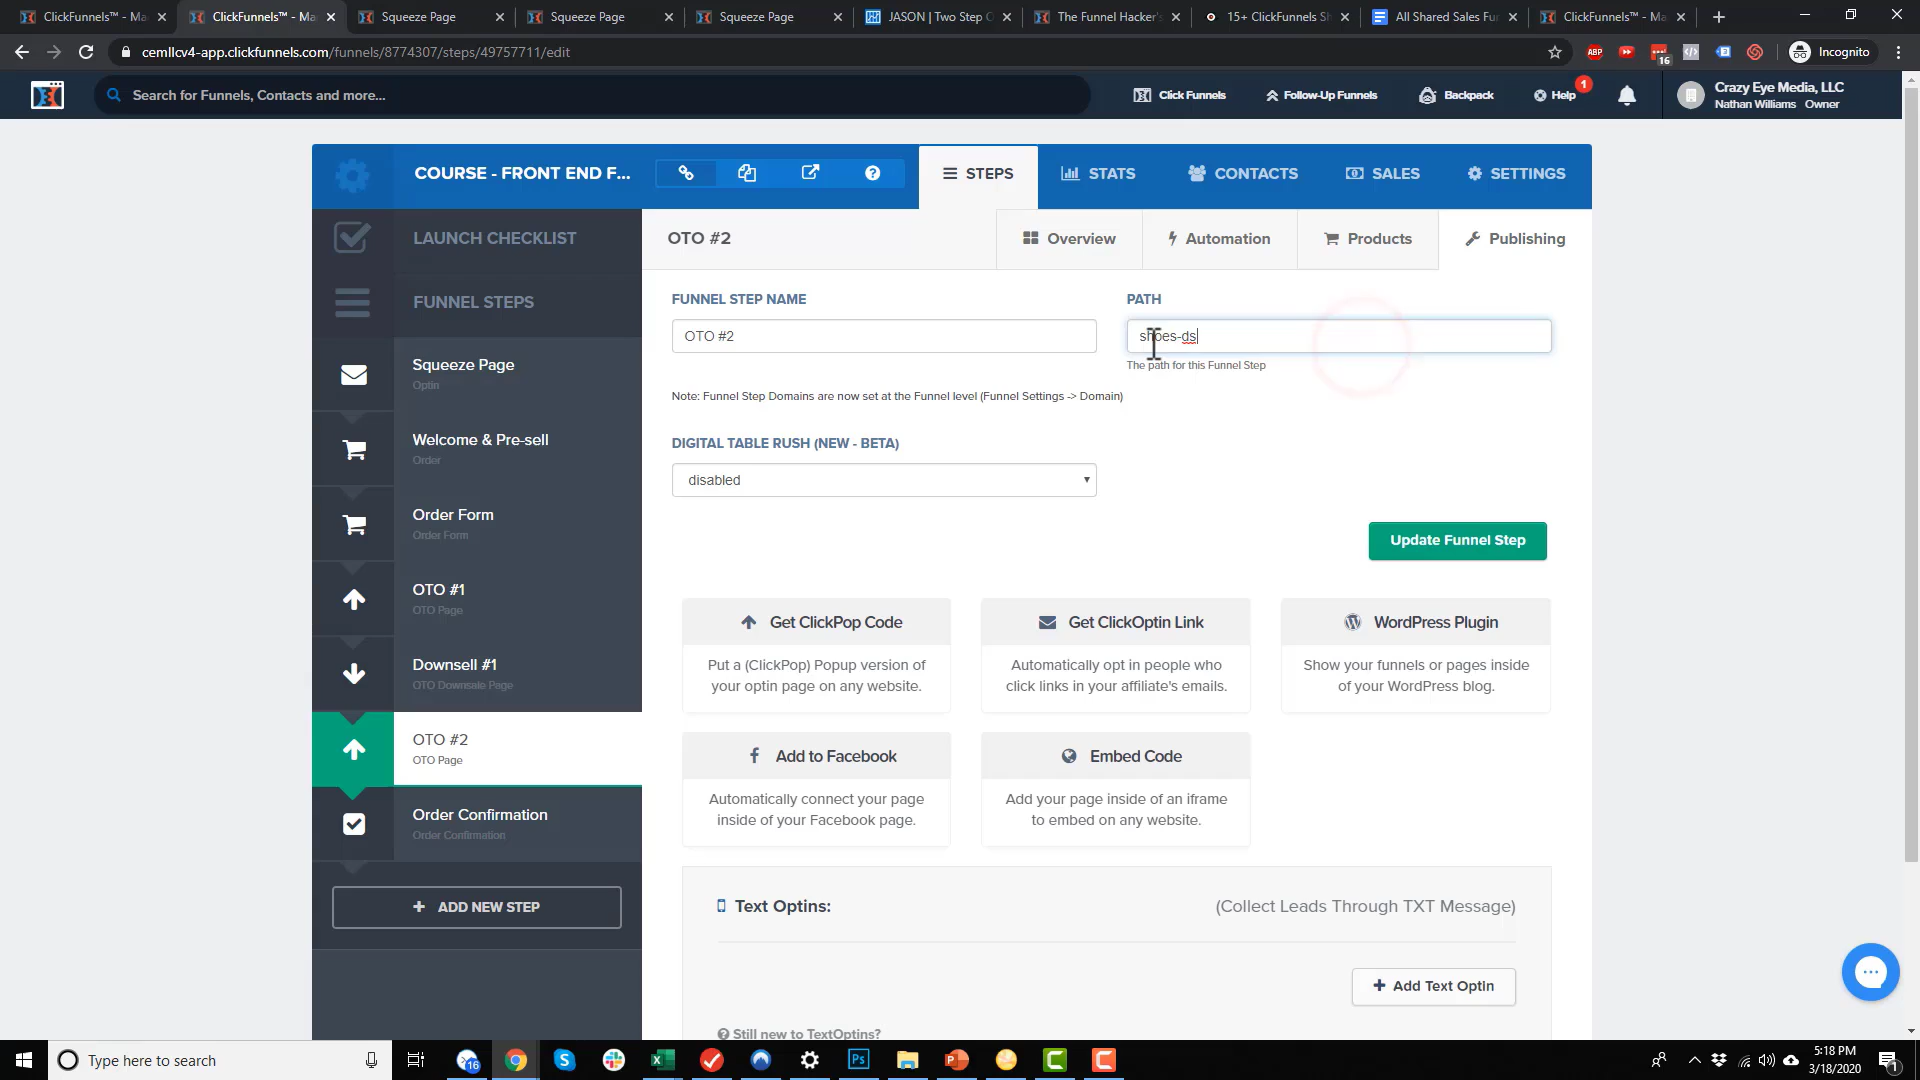 ClickFunnels™ - Ma
ClickFunnels™ - Ma
Squeeze Page
Squeeze Page
Squeeze Page
JASON | Two Step O
The Funnel Hacker's
15+ ClickFunnels Sh
All Shared Sales Fun
ClickFunnels™ - Ma
cemllcv4-app.clickfunnels.com/funnels/8774307/steps/49757711/edit
ABP
16
Incognito
Search for Funnels, Contacts and more...
Click Funnels
Follow-Up Funnels
Backpack
Help
1
Crazy Eye Media, LLC
Nathan Williams Owner
COURSE - FRONT END F...
STEPS
STATS
CONTACTS
SALES
SETTINGS
LAUNCH CHECKLIST
FUNNEL STEPS
Squeeze Page
Optin
Welcome & Pre-sell
Order
Order Form
Order Form
OTO #1
OTO Page
Downsell #1
OTO Downsale Page
OTO #2
OTO Page
Order Confirmation
Order Confirmation
+ ADD NEW STEP
OTO #2
Overview
Automation
Products
Publishing
FUNNEL STEP NAME
OTO #2
PATH
shoes-ds
The path for this Funnel Step
Note: Funnel Step Domains are now set at the Funnel level (Funnel Settings -> Domain)
DIGITAL TABLE RUSH (NEW - BETA)
disabled
Update Funnel Step
Get ClickPop Code
Put a (ClickPop) Popup version of
your optin page on any website.
Get ClickOptin Link
Automatically opt in people who
click links in your affiliate's emails.
WordPress Plugin
Show your funnels or pages inside
of your WordPress blog.
Add to Facebook
Automatically connect your page
inside of your Facebook page.
Embed Code
Add your page inside of an iframe
to embed on any website.
Text Optins:
(Collect Leads Through TXT Message)
+ Add Text Optin
Still new to TextOptins?
Type here to search
16
Ps
5:18 PM
3/18/2020
1